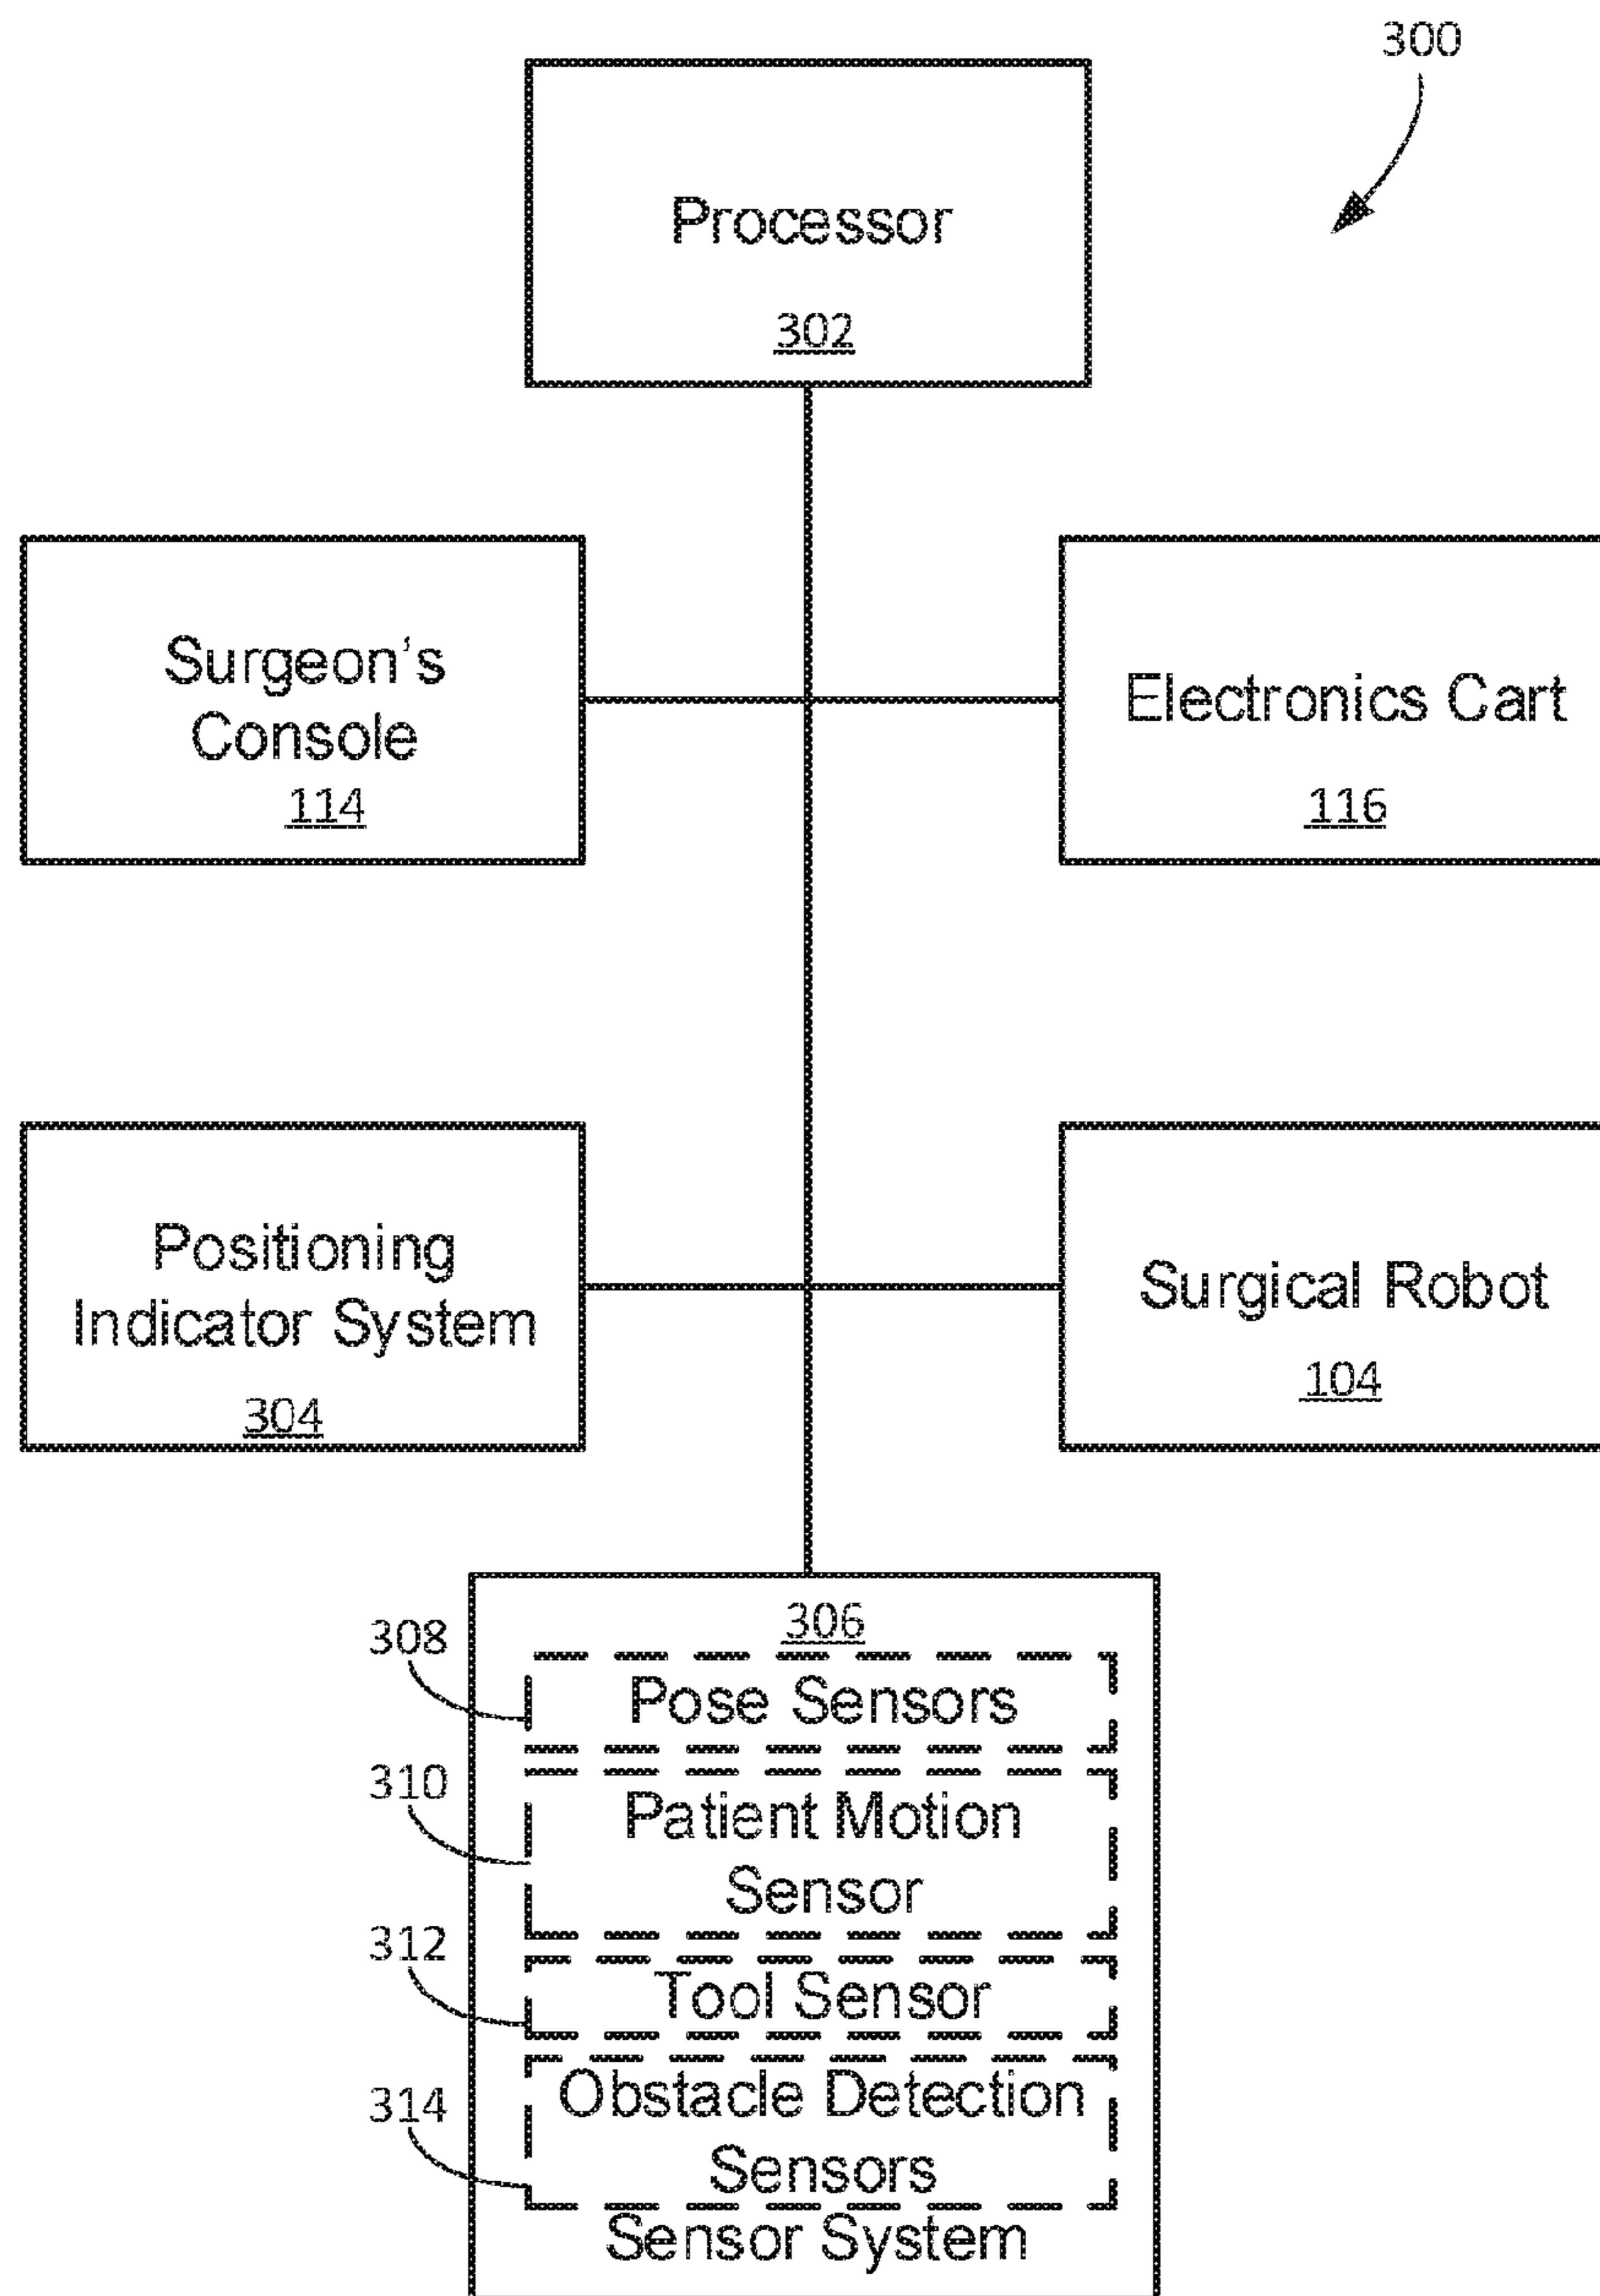 300
Processor
302
Surgeon's
Console
114
Electronics Cart
116
Positioning
Indicator System
304
Surgical Robot
104
306
308
Pose Sensors
310
Patient Motion
Sensor
312
Tool Sensor
314
Obstacle Detection
Sensors
Sensor System